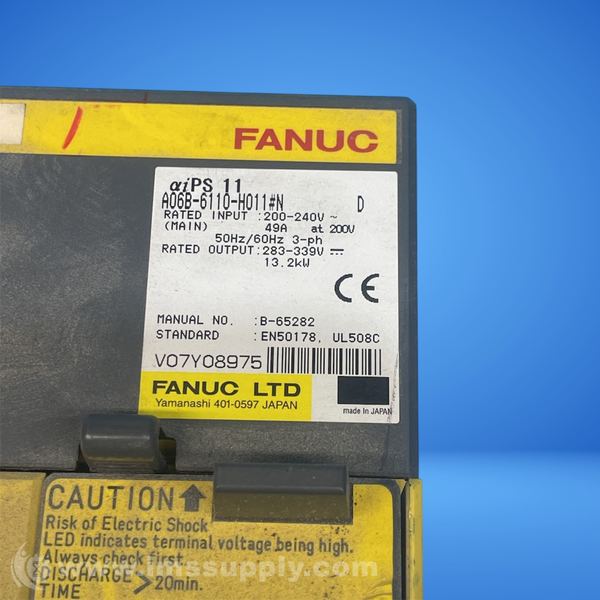 FANUC
αiPS 11
A06B-6110-H011#N D
RATED INPUT :200-240V ~
(MAIN) 49A at 200V
50Hz/60Hz 3-ph
RATED OUTPUT:283-339V ⎓
13.2kW
CE
MANUAL NO. :B-65282
STANDARD :EN50178, UL508C
V07Y08975
FANUC LTD
Yamanashi 401-0597 JAPAN
made in JAPAN
CAUTION
Risk of Electric Shock
LED indicates terminal voltage being high.
Always check first.
DISCHARGE >20min.
TIME
www.imssupply.com